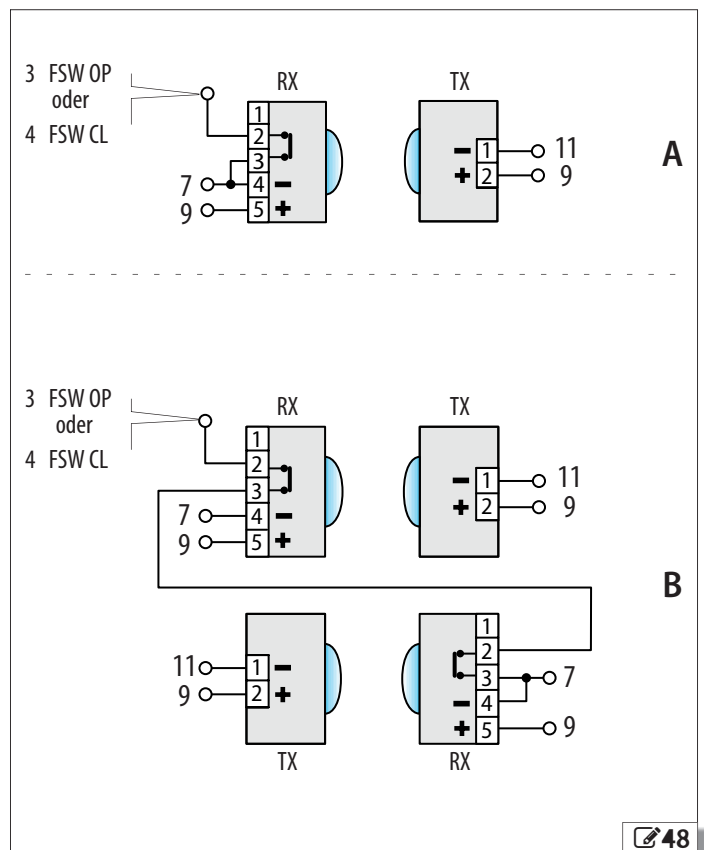 3 FSW OP
oder
4 FSW CL
RX
1
2
3
4 −
5 +
7
9
TX
− 1 11
+ 2 9
A
3 FSW OP
oder
4 FSW CL
RX
1
2
3
7 4 −
9 5 +
TX
− 1 11
+ 2 9
B
11 1 −
9 2 +
TX
1
2
3 7
− 4
+ 5 9
RX
48